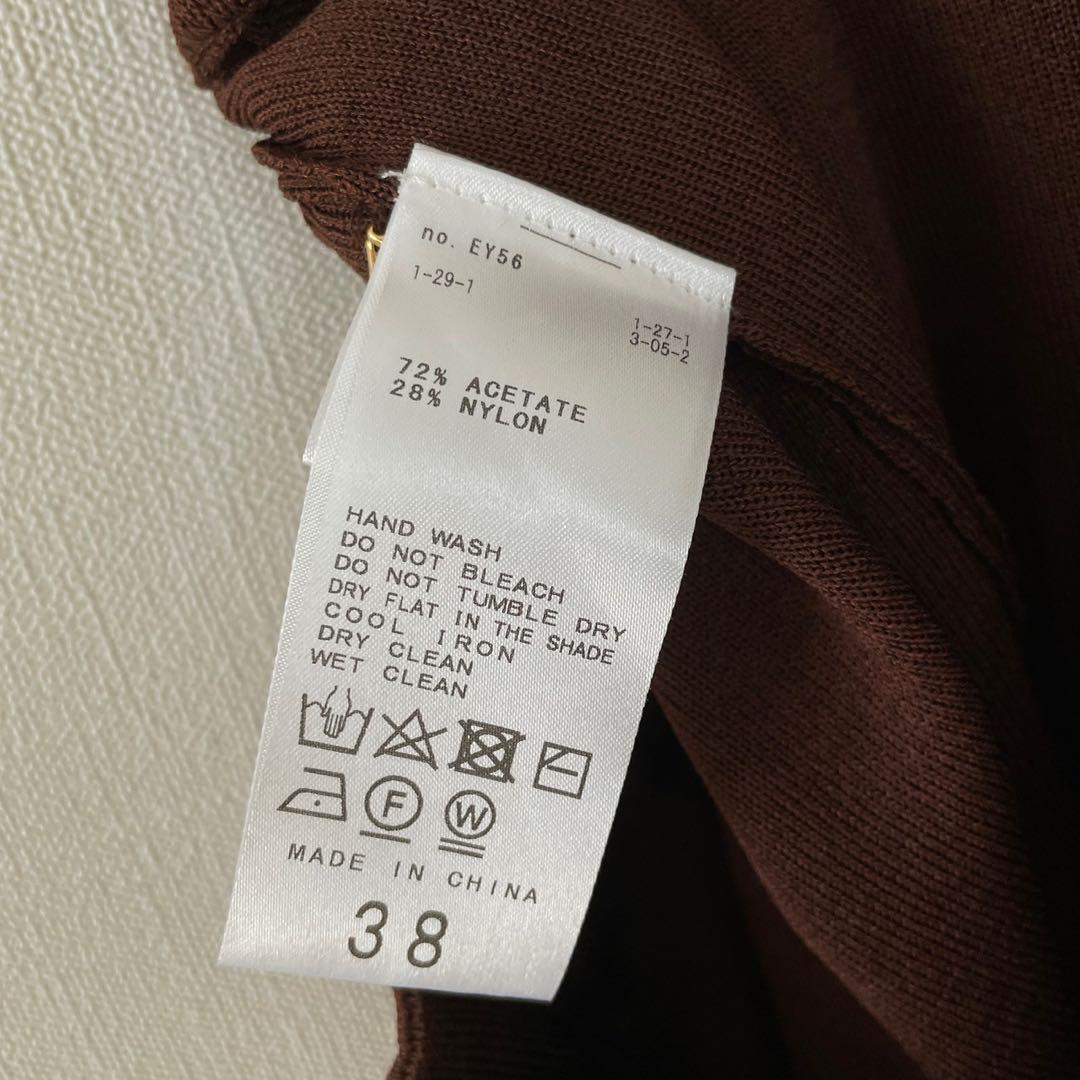 no. EY56
1-29-1
1-27-1
3-05-2
72% ACETATE
28% NYLON
HAND WASH
DO NOT BLEACH
DO NOT TUMBLE DRY
DRY FLAT IN THE SHADE
COOL IRON
DRY CLEAN
WET CLEAN
F W
MADE IN CHINA
38